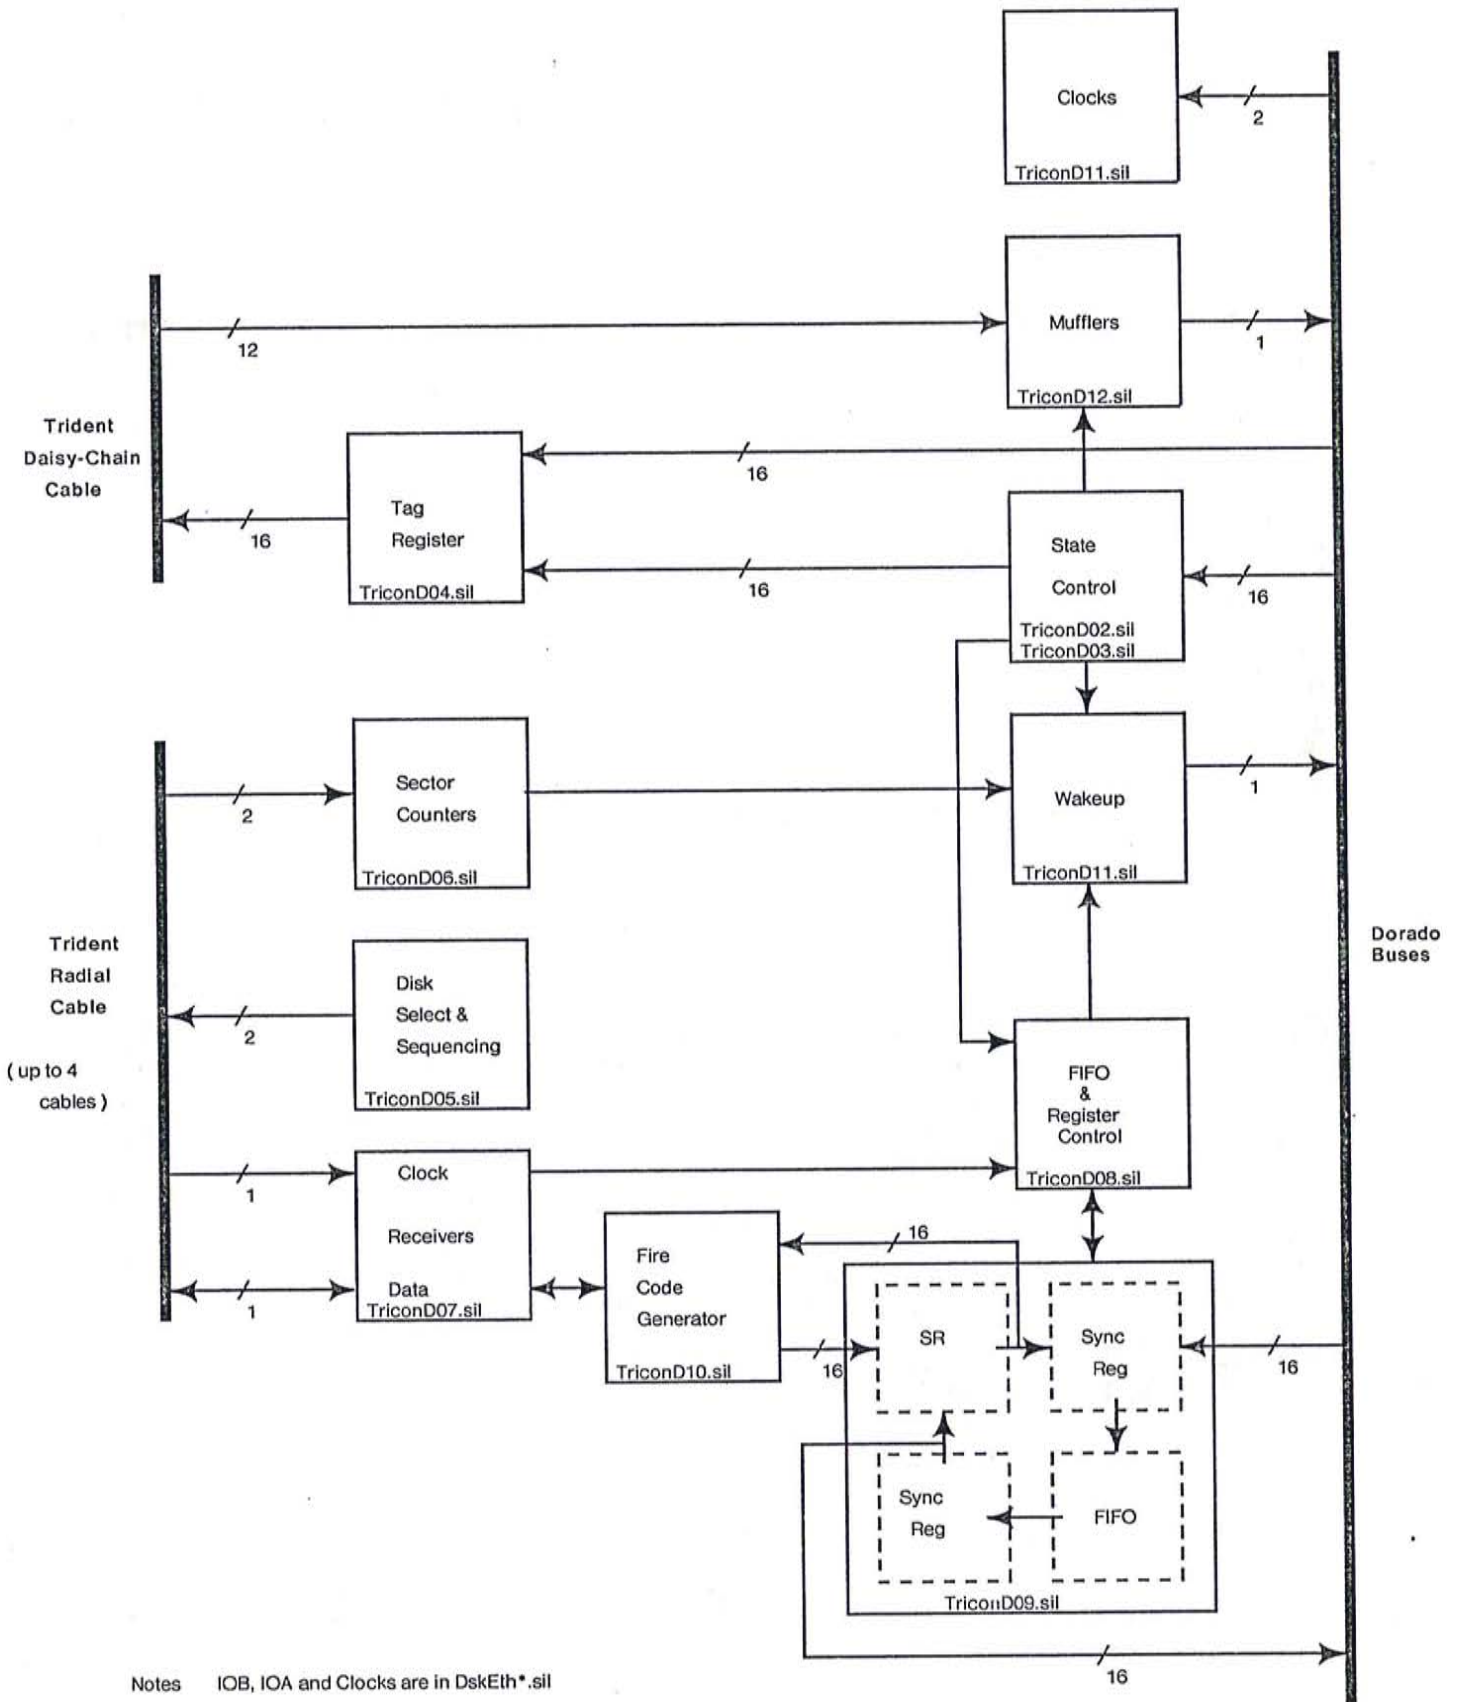 Clocks
2
TriconD11.sil
Mufflers
12
1
TriconD12.sil
Trident
Daisy-Chain
Cable
16
Tag
Register
16
TriconD04.sil
16
State
Control
16
TriconD02.sil
TriconD03.sil
Sector
Counters
2
TriconD06.sil
Wakeup
1
TriconD11.sil
Trident
Radial
Cable
(up to 4
cables)
Disk
Select &
Sequencing
2
TriconD05.sil
Dorado
Buses
FIFO
&
Register
Control
TriconD08.sil
Clock
1
Receivers
Data
1
TriconD07.sil
Fire
Code
Generator
TriconD10.sil
16
16
SR
Sync
Reg
16
Sync
Reg
FIFO
TriconD09.sil
16
Notes IOB, IOA and Clocks are in DskEth*.sil